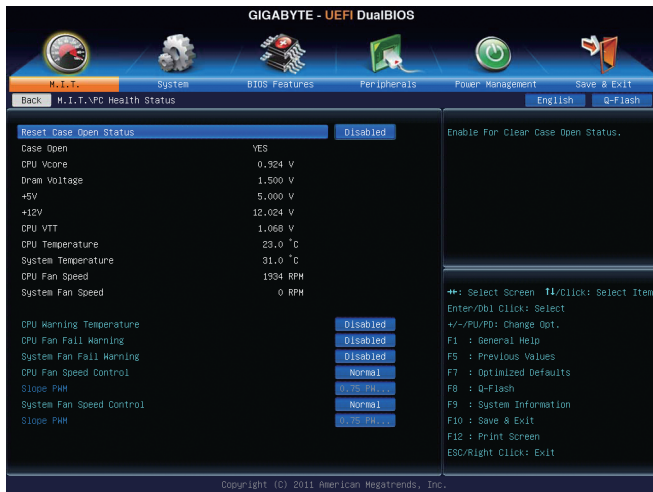 GIGABYTE - UEFI DualBIOS
M.I.T. System BIOS Features Peripherals Power Management Save & Exit
Back M.I.T.\PC Health Status English Q-Flash
Reset Case Open Status Disabled
Case Open YES
CPU Vcore 0.924 V
Dram Voltage 1.500 V
+5V 5.000 V
+12V 12.024 V
CPU VTT 1.068 V
CPU Temperature 23.0 °C
System Temperature 31.0 °C
CPU Fan Speed 1934 RPM
System Fan Speed 0 RPM
CPU Warning Temperature Disabled
CPU Fan Fail Warning Disabled
System Fan Fail Warning Disabled
CPU Fan Speed Control Normal
Slope PWM 0.75 PW...
System Fan Speed Control Normal
Slope PWM 0.75 PW...
Enable For Clear Case Open Status.
→←: Select Screen ↑↓/Click: Select Item
Enter/Dbl Click: Select
+/-/PU/PD: Change Opt.
F1 : General Help
F5 : Previous Values
F7 : Optimized Defaults
F8 : Q-Flash
F9 : System Information
F10 : Save & Exit
F12 : Print Screen
ESC/Right Click: Exit
Copyright (C) 2011 American Megatrends, Inc.